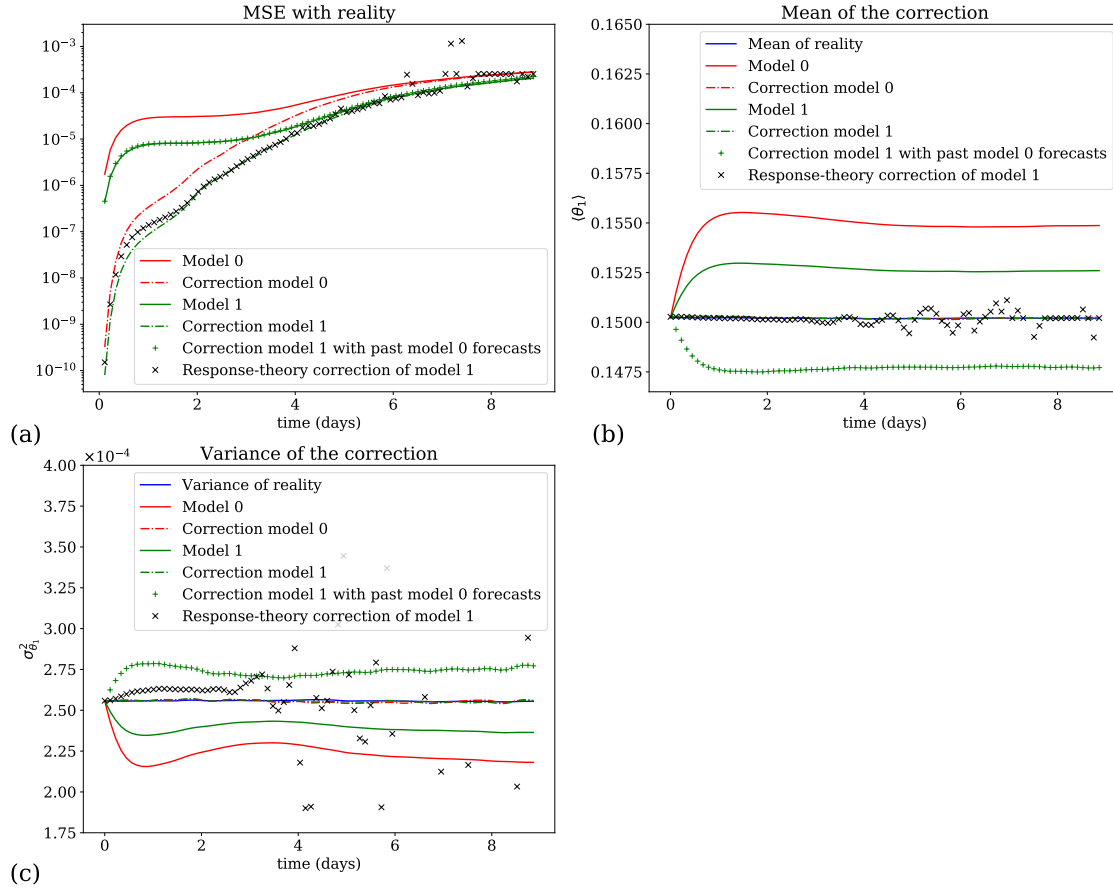 MSE with reality
10⁻³
10⁻⁴
10⁻⁵
10⁻⁶
10⁻⁷
10⁻⁸
10⁻⁹
10⁻¹⁰
Model 0
Correction model 0
Model 1
Correction model 1
Correction model 1 with past model 0 forecasts
Response-theory correction of model 1
0 2 4 6 8
time (days)
(a)
Mean of the correction
0.1650
0.1625
0.1600
0.1575
0.1550
0.1525
0.1500
0.1475
⟨θ₁⟩
Mean of reality
Model 0
Correction model 0
Model 1
Correction model 1
Correction model 1 with past model 0 forecasts
Response-theory correction of model 1
0 2 4 6 8
time (days)
(b)
Variance of the correction
×10⁻⁴
4.00
3.75
3.50
3.25
3.00
2.75
2.50
2.25
2.00
1.75
σ²_θ₁
Variance of reality
Model 0
Correction model 0
Model 1
Correction model 1
Correction model 1 with past model 0 forecasts
Response-theory correction of model 1
0 2 4 6 8
time (days)
(c)